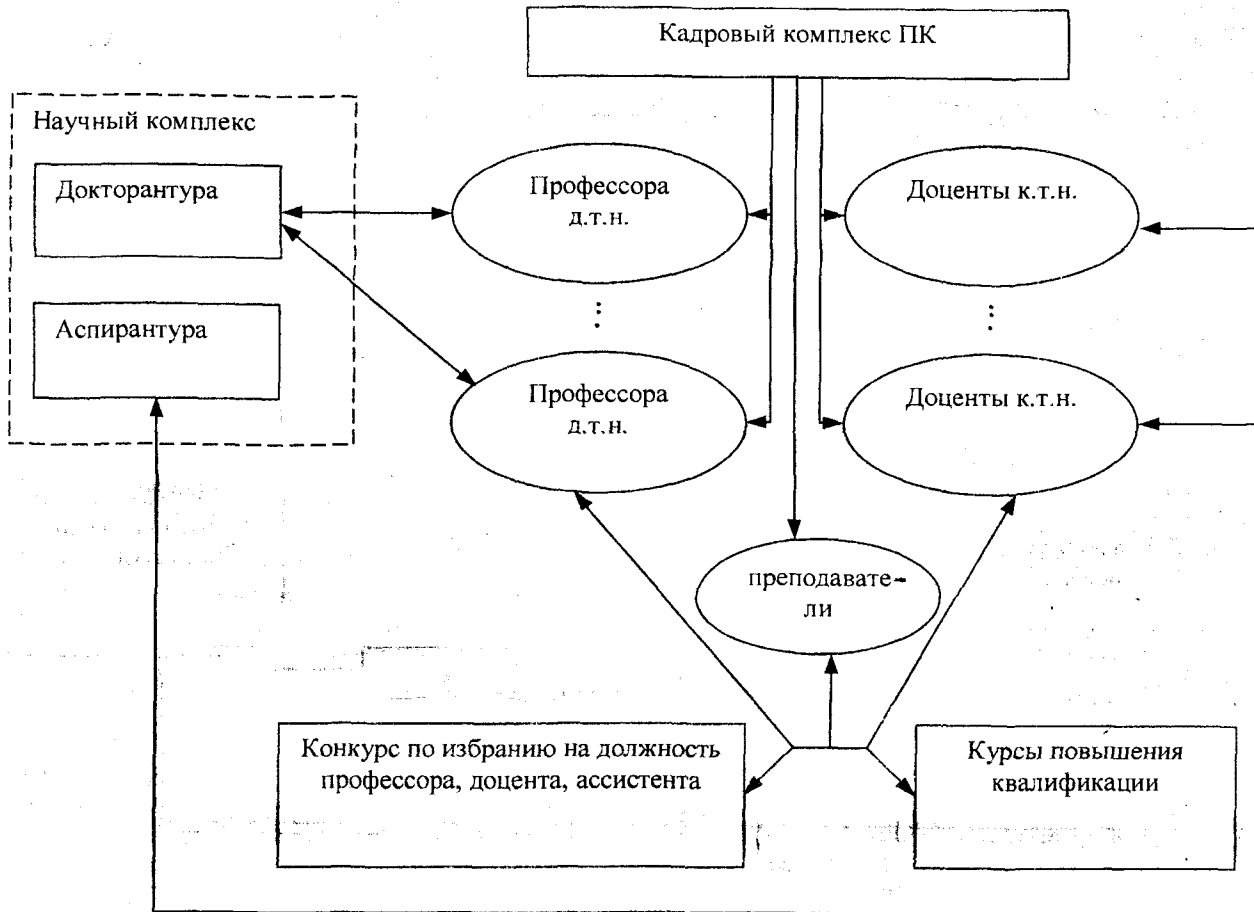 Кадровый комплекс ПК
Научный комплекс
Докторантура
Профессора
д.т.н.
Доценты к.т.н.
Аспирантура
Профессора
д.т.н.
Доценты к.т.н.
преподавате-
ли
Конкурс по избранию на должность
профессора, доцента, ассистента
Курсы повышения
квалификации